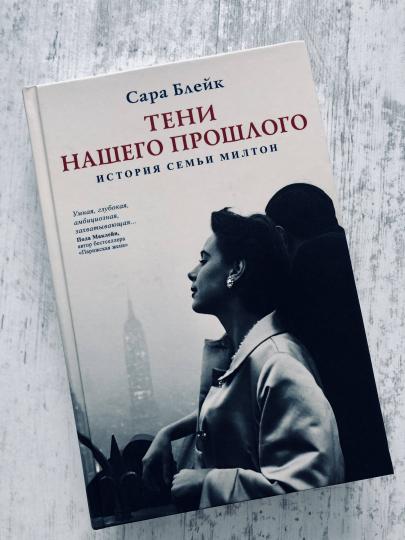 Сара Блейк
ТЕНИ
НАШЕГО ПРОШЛОГО
ИСТОРИЯ СЕМЬИ МИЛТОН
Умная, глубокая,
амбициозная,
захватывающая...
Пола Маклейн,
автор бестселлера
«Парижская жена»